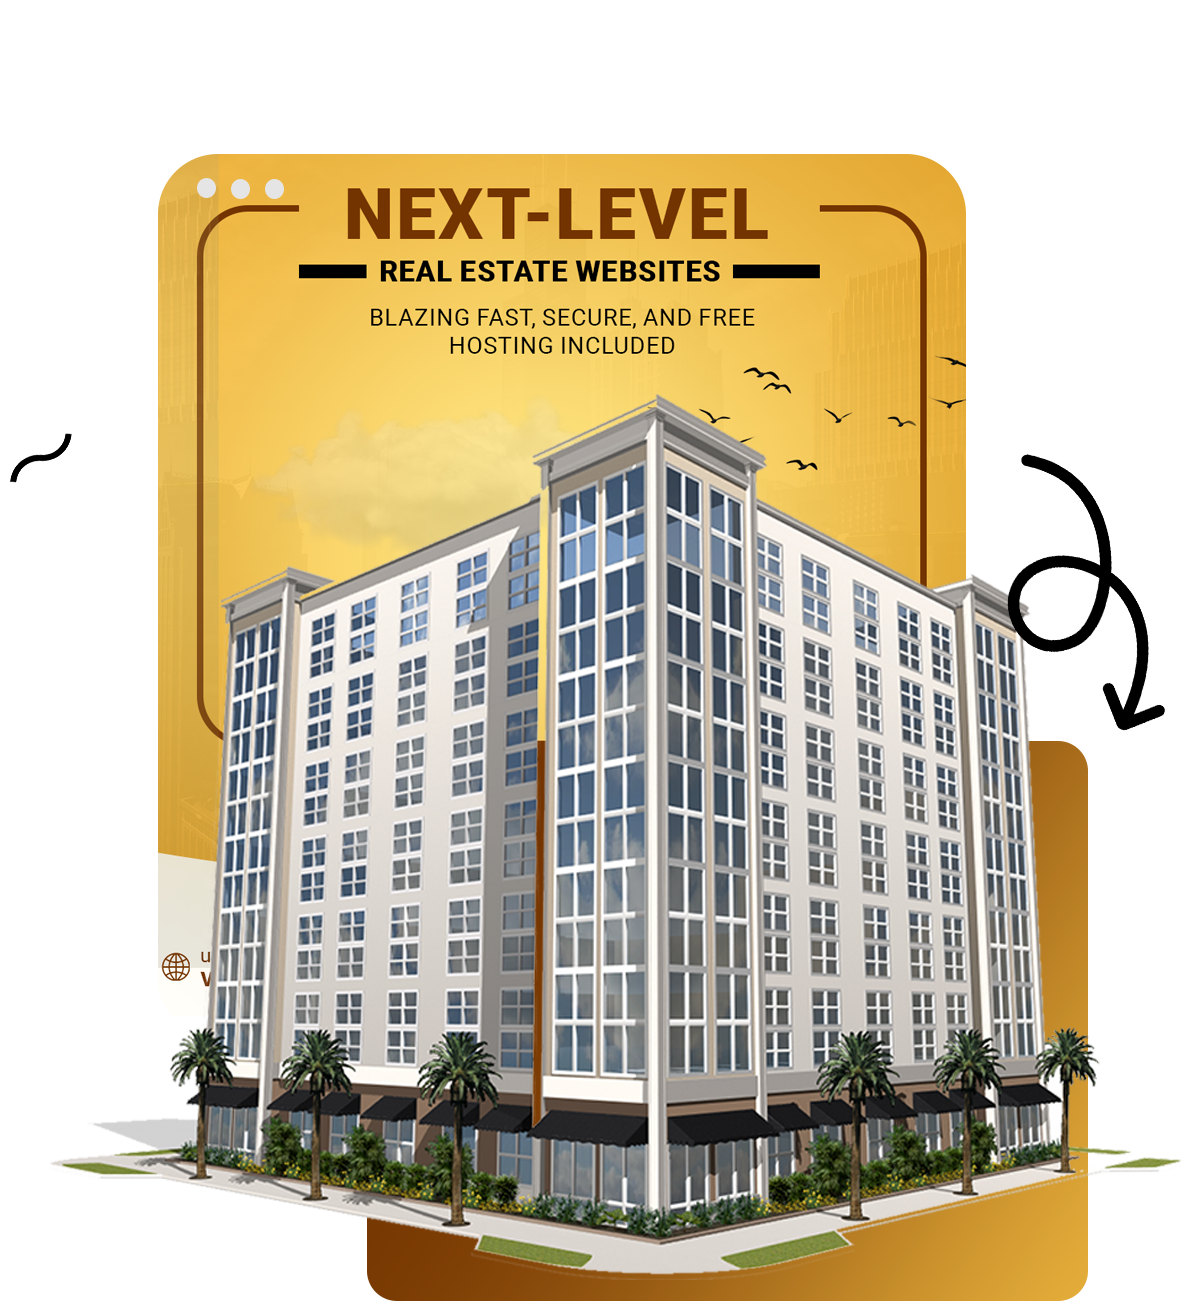 NEXT-LEVEL
REAL ESTATE WEBSITES
BLAZING FAST, SECURE, AND FREE
HOSTING INCLUDED